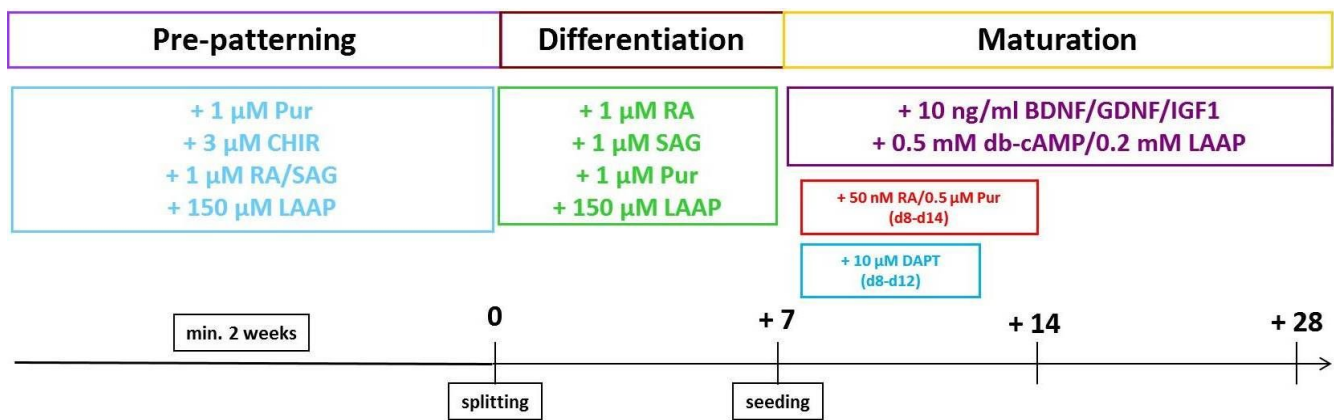 Pre-patterning
Differentiation
Maturation
+ 1 µM Pur
+ 3 µM CHIR
+ 1 µM RA/SAG
+ 150 µM LAAP
+ 1 µM RA
+ 1 µM SAG
+ 1 µM Pur
+ 150 µM LAAP
+ 10 ng/ml BDNF/GDNF/IGF1
+ 0.5 mM db-cAMP/0.2 mM LAAP
+ 50 nM RA/0.5 µM Pur
(d8-d14)
+ 10 µM DAPT
(d8-d12)
min. 2 weeks
0
+ 7
+ 14
+ 28
splitting
seeding